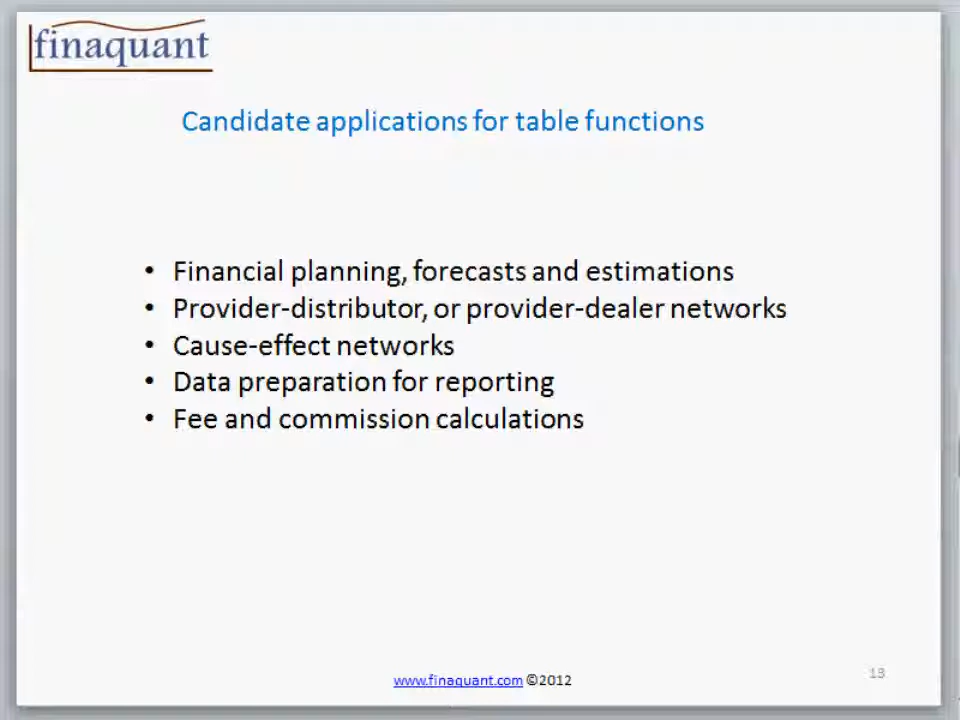 finaquant
Candidate applications for table functions
• Financial planning, forecasts and estimations
• Provider-distributor, or provider-dealer networks
• Cause-effect networks
• Data preparation for reporting
• Fee and commission calculations
www.finaquant.com ©2012
13